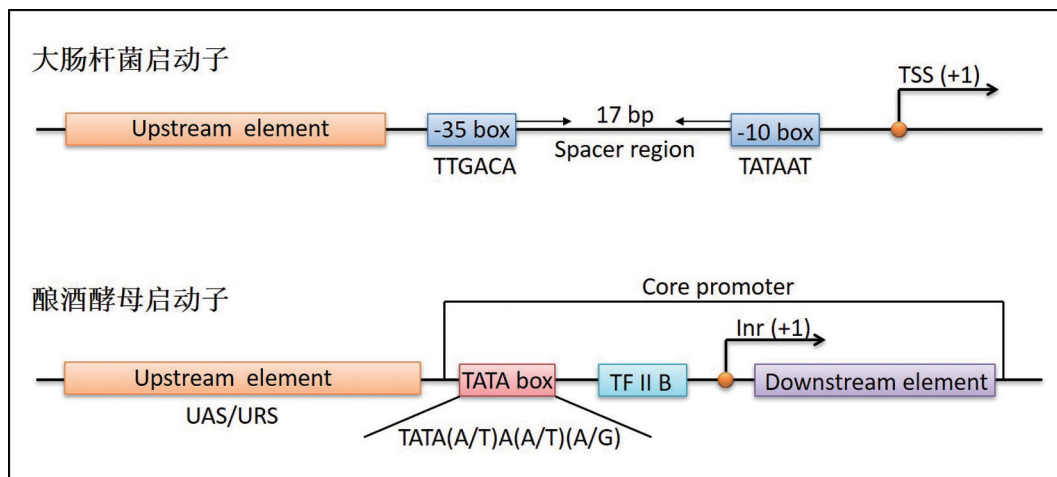 大肠杆菌启动子
TSS (+1)
Upstream element
-35 box
17 bp
-10 box
TTGACA
Spacer region
TATAAT
酿酒酵母启动子
Core promoter
Inr (+1)
Upstream element
TATA box
TF II B
Downstream element
UAS/URS
TATA(A/T)A(A/T)(A/G)